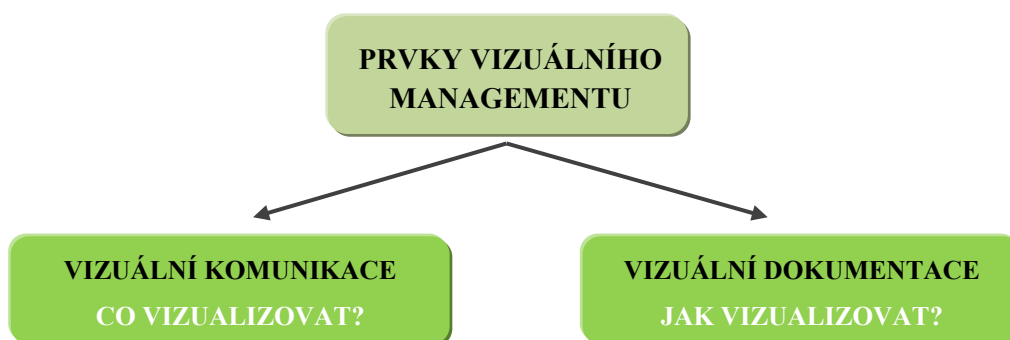 PRVKY VIZUÁLNÍHO
MANAGEMENTU
VIZUÁLNÍ KOMUNIKACE
CO VIZUALIZOVAT?
VIZUÁLNÍ DOKUMENTACE
JAK VIZUALIZOVAT?